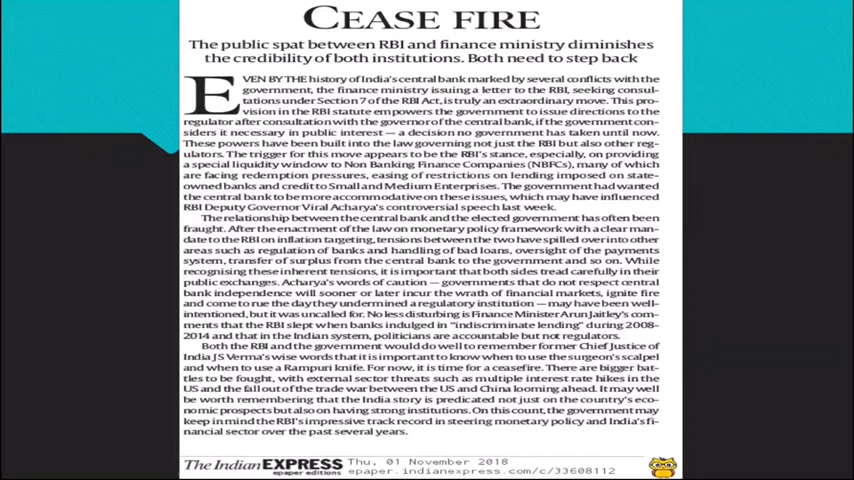 CEASE FIRE
The public spat between RBI and finance ministry diminishes
the credibility of both institutions. Both need to step back
EVEN BY THE history of India's central bank marked by several conflicts with the
government, the finance ministry issuing a letter to the RBI, seeking consul-
tations under Section 7 of the RBI Act, is truly an extraordinary move. This pro-
vision in the RBI statute empowers the government to issue directions to the
regulator after consultation with the governor of the central bank, if the government con-
siders it necessary in public interest — a decision no government has taken until now.
These powers have been built into the law governing not just the RBI but also other reg-
ulators. The trigger for this move appears to be the RBI's stance, especially, on providing
a special liquidity window to Non Banking Finance Companies (NBFCs), many of which
are facing redemption pressures, easing of restrictions on lending imposed on state-
owned banks and credit to Small and Medium Enterprises. The government had wanted
the central bank to be more accommodative on these issues, which may have influenced
RBI Deputy Governor Viral Acharya's controversial speech last week.
The relationship between the central bank and the elected government has often been
fraught. After the enactment of the law on monetary policy framework with a clear man-
date to the RBI on inflation targeting, tensions between the two have spilled over into other
areas such as regulation of banks and handling of bad loans, oversight of the payments
system, transfer of surplus from the central bank to the government and so on. While
recognising these inherent tensions, it is important that both sides tread carefully in their
public exchanges. Acharya's words of caution — governments that do not respect central
bank independence will sooner or later incur the wrath of financial markets, ignite fire
and come to rue the day they undermined a regulatory institution — may have been well-
intentioned, but it was uncalled for. No less disturbing is Finance Minister Arun Jaitley's com-
ments that the RBI slept when banks indulged in "indiscriminate lending" during 2008-
2014 and that in the Indian system, politicians are accountable but not regulators.
Both the RBI and the government would do well to remember former Chief Justice of
India J S Verma's wise words that it is important to know when to use the surgeon's scalpel
and when to use a Rampuri knife. For now, it is time for a ceasefire. There are bigger bat-
tles to be fought, with external sector threats such as multiple interest rate hikes in the
US and the fall out of the trade war between the US and China looming ahead. It may well
be worth remembering that the India story is predicated not just on the country's eco-
nomic prospects but also on having strong institutions. On this count, the government may
keep in mind the RBI's impressive track record in steering monetary policy and India's fi-
nancial sector over the past several years.
The Indian EXPRESS
epaper editions
Thu, 01 November 2018
epaper.indianexpress.com/c/33608112